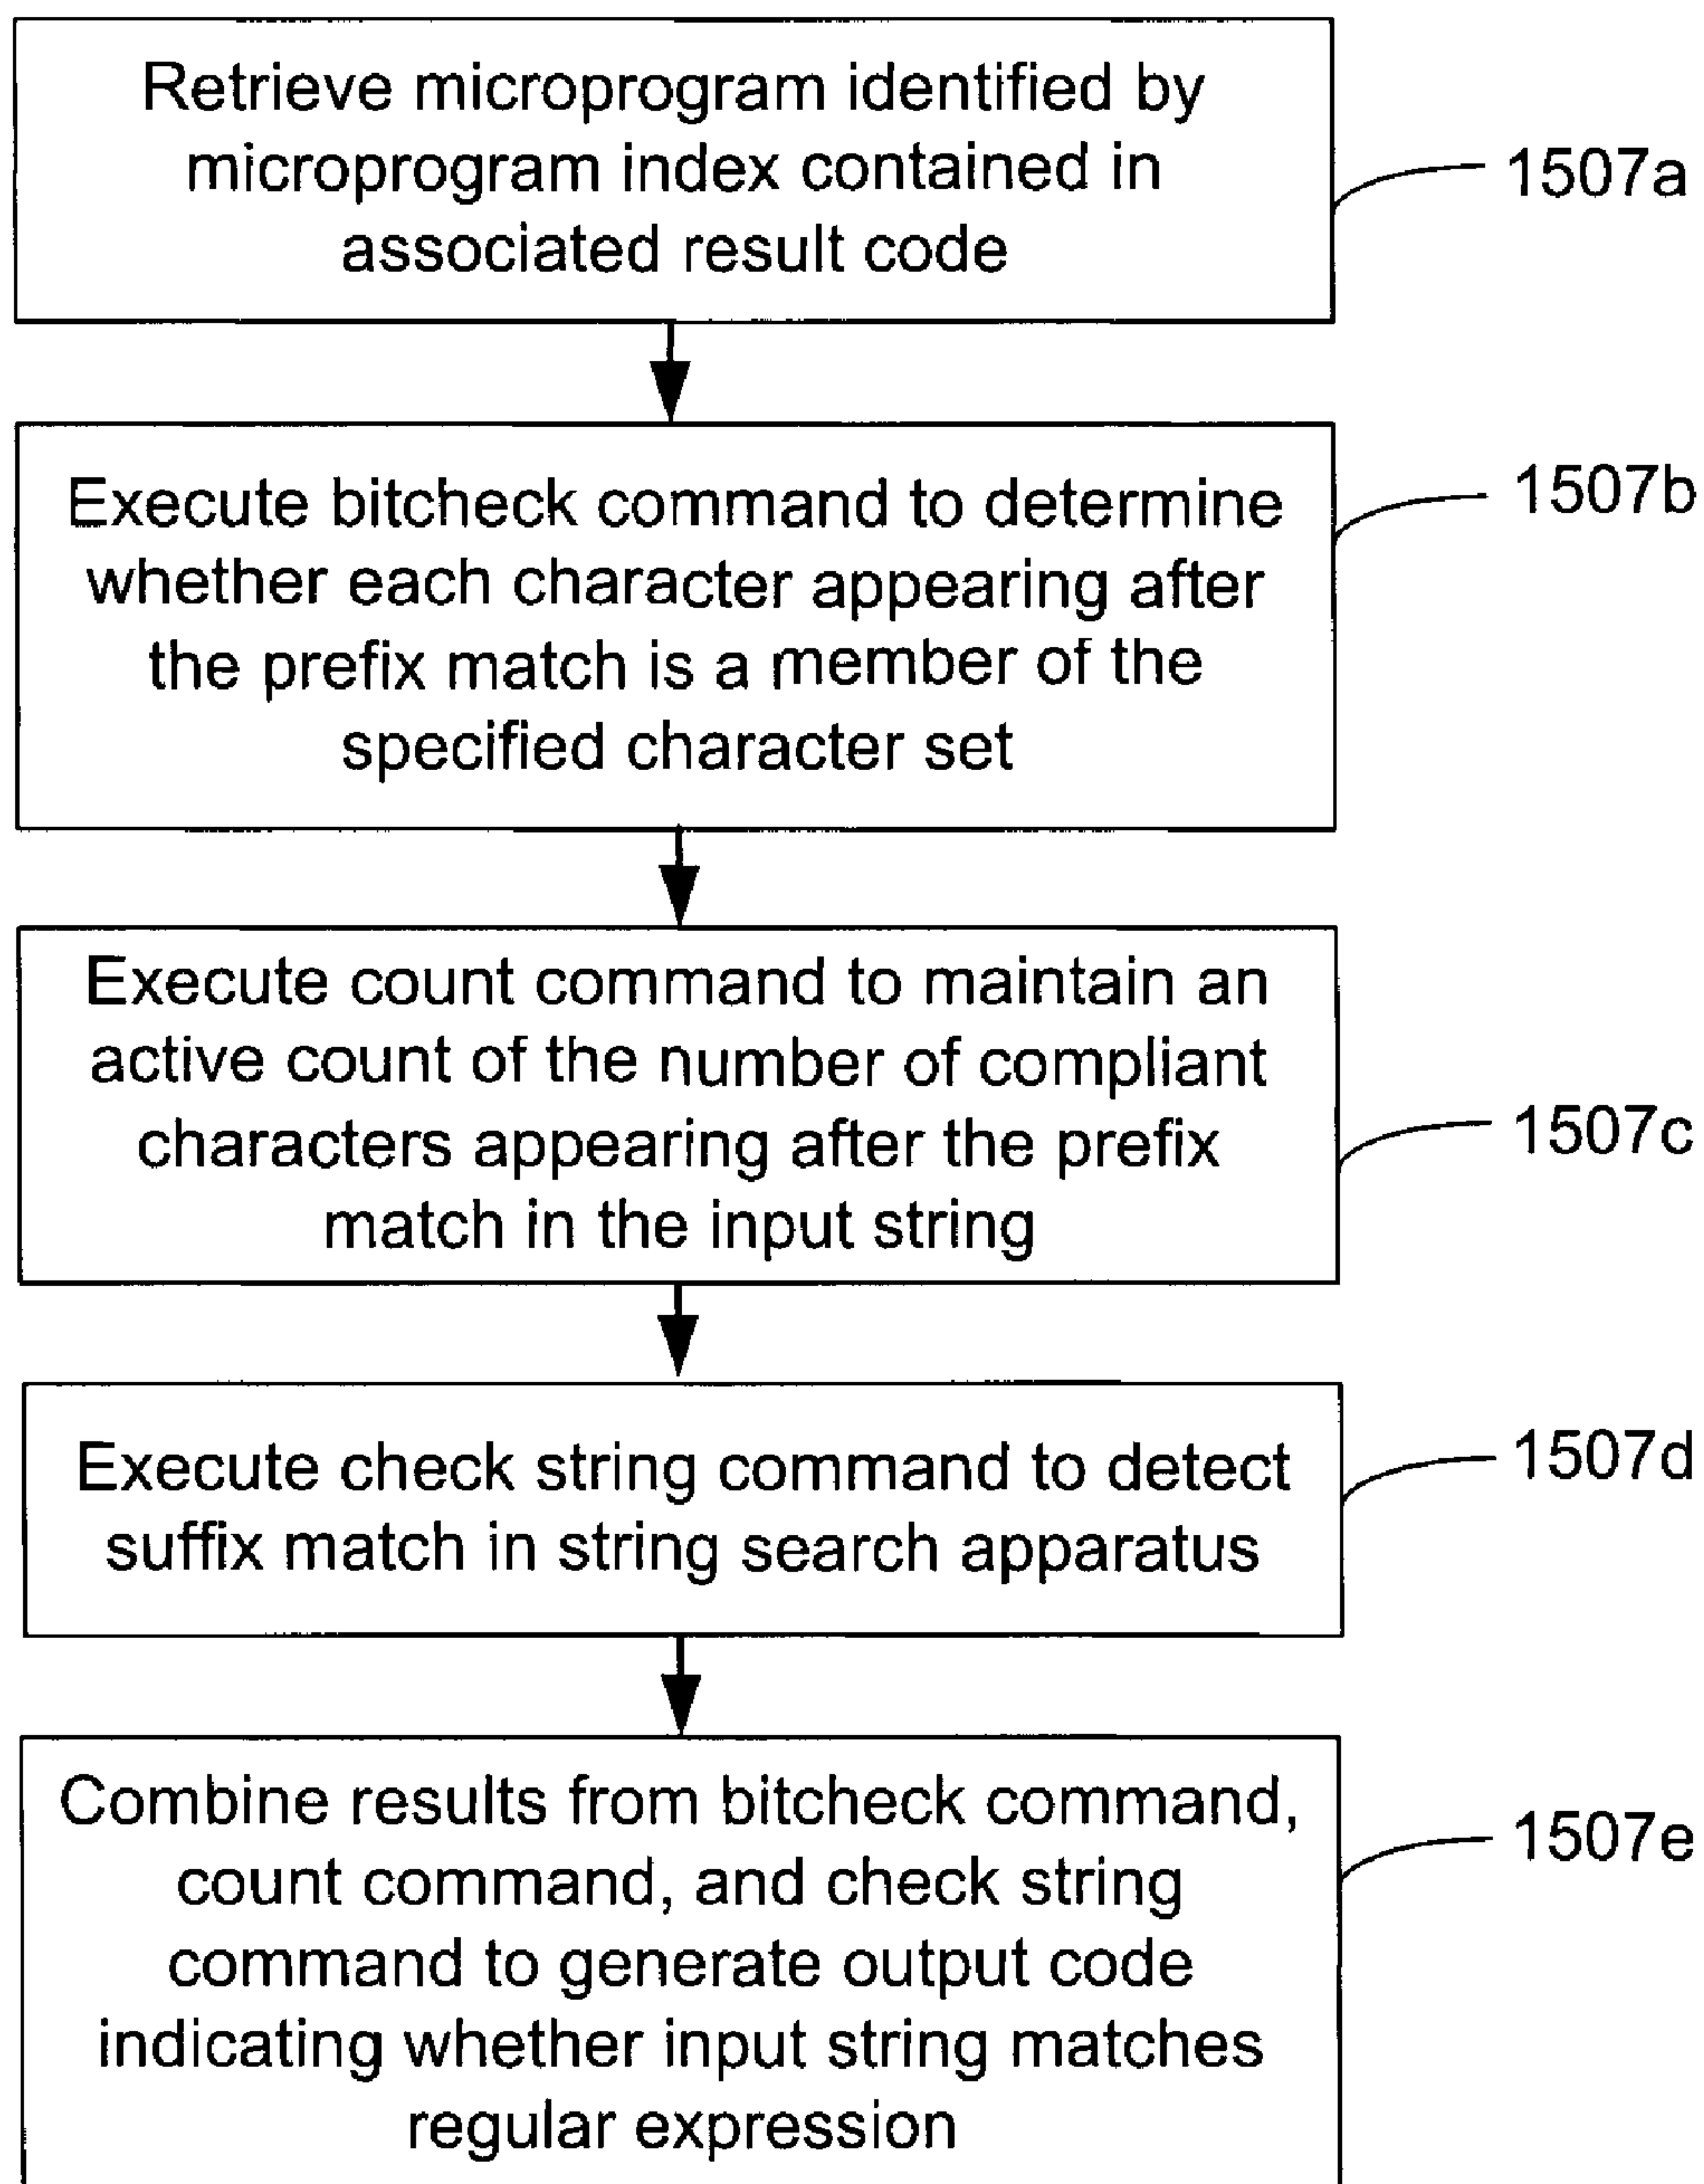 Retrieve microprogram identified by
microprogram index contained in
associated result code
1507a
Execute bitcheck command to determine
whether each character appearing after
the prefix match is a member of the
specified character set
1507b
Execute count command to maintain an
active count of the number of compliant
characters appearing after the prefix
match in the input string
1507c
Execute check string command to detect
suffix match in string search apparatus
1507d
Combine results from bitcheck command,
count command, and check string
command to generate output code
indicating whether input string matches
regular expression
1507e